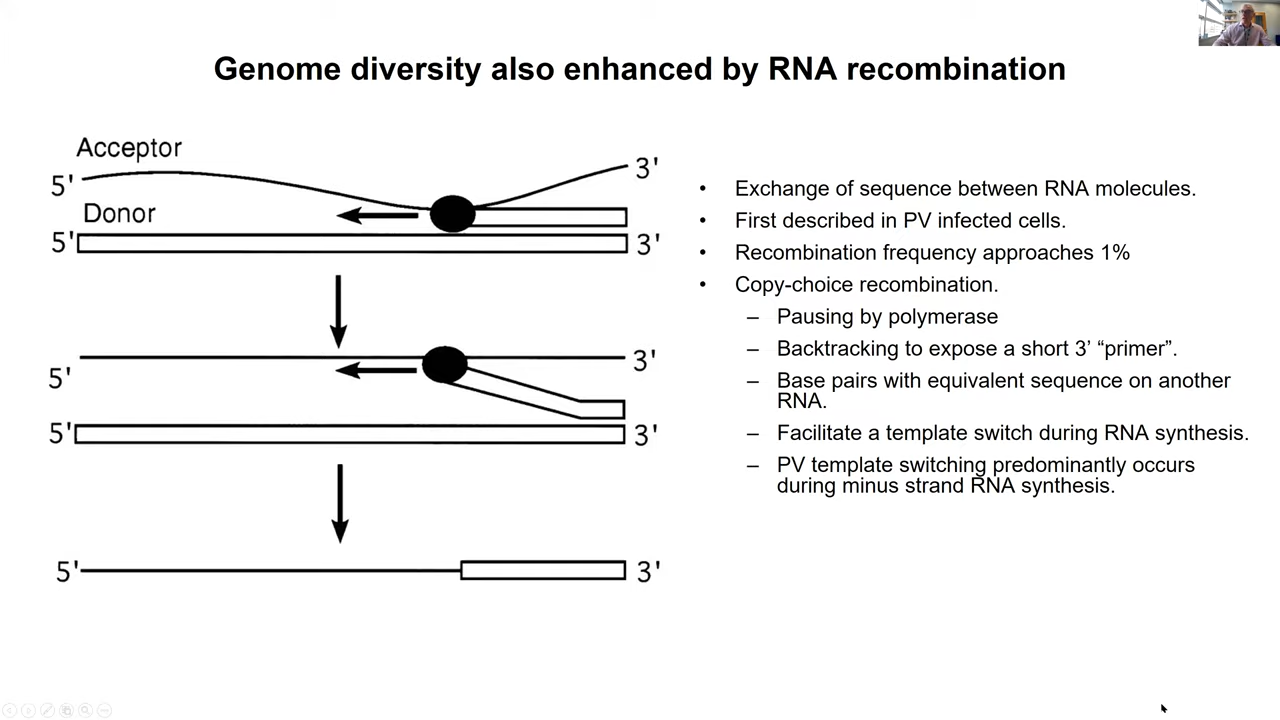 Genome diversity also enhanced by RNA recombination
Acceptor
5' 3'
Donor
5' 3'
5' 3'
5' 3'
5' 3'
• Exchange of sequence between RNA molecules.
• First described in PV infected cells.
• Recombination frequency approaches 1%
• Copy-choice recombination.
– Pausing by polymerase
– Backtracking to expose a short 3’ “primer”.
– Base pairs with equivalent sequence on another
RNA.
– Facilitate a template switch during RNA synthesis.
– PV template switching predominantly occurs
during minus strand RNA synthesis.